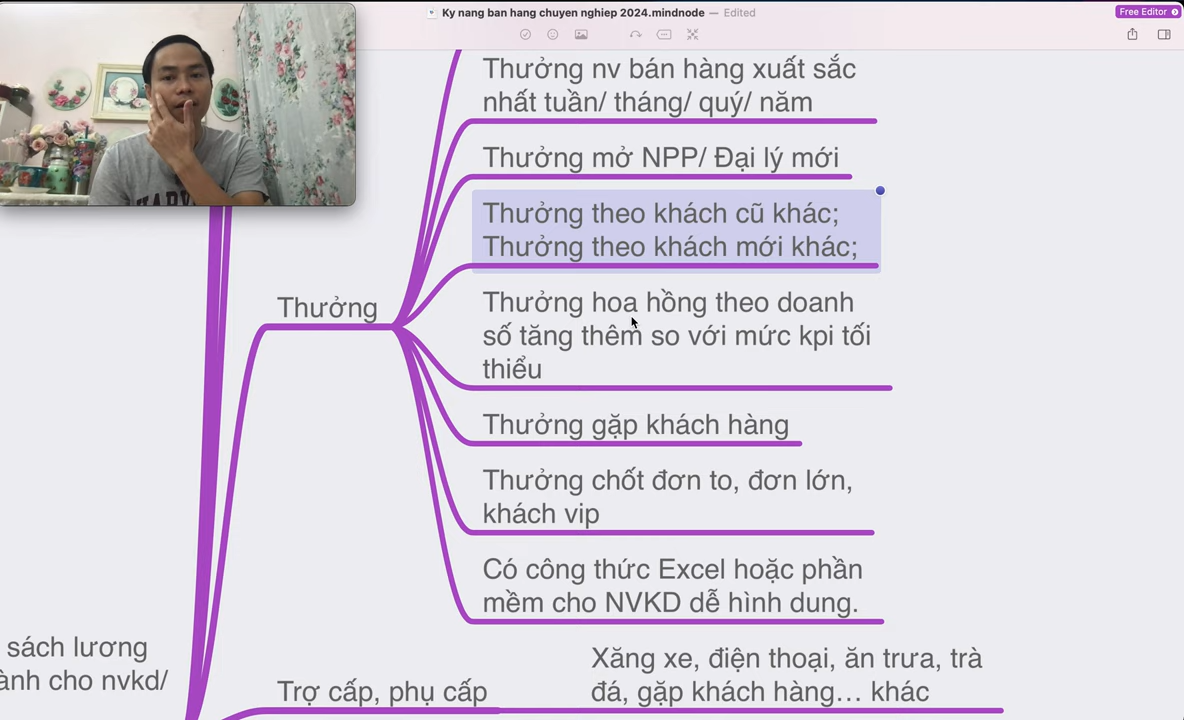 Ky nang ban hang chuyen nghiep 2024.mindnode — Edited
Free Editor
Thưởng nv bán hàng xuất sắc
nhất tuần/ tháng/ quý/ năm
Thưởng mở NPP/ Đại lý mới
Thưởng theo khách cũ khác;
Thưởng theo khách mới khác;
Thưởng
Thưởng hoa hồng theo doanh
số tăng thêm so với mức kpi tối
thiểu
Thưởng gặp khách hàng
Thưởng chốt đơn to, đơn lớn,
khách vip
Có công thức Excel hoặc phần
mềm cho NVKD dễ hình dung.
sách lương
ành cho nvkd/
Trợ cấp, phụ cấp
Xăng xe, điện thoại, ăn trưa, trà
đá, gặp khách hàng… khác